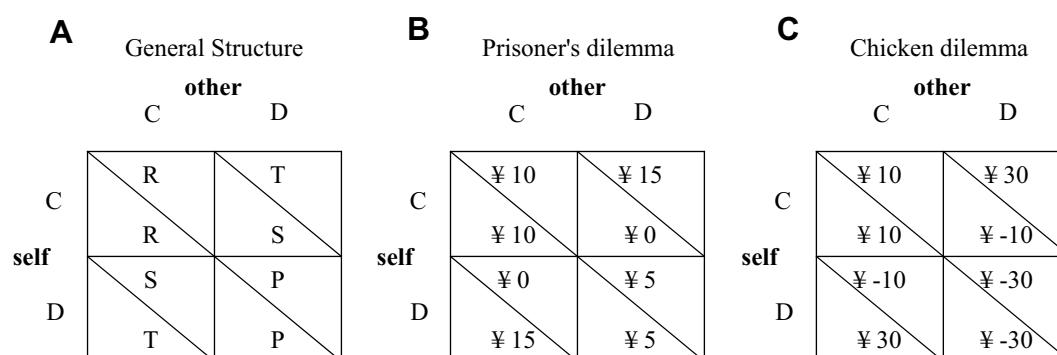 A B C
General Structure Prisoner's dilemma Chicken dilemma
other other other
C D C D C D
R T ¥ 10 ¥ 15 ¥ 10 ¥ 30
C C C
R S ¥ 10 ¥ 0 ¥ 10 ¥ -10
self self self
S P ¥ 0 ¥ 5 ¥ -10 ¥ -30
D D D
T P ¥ 15 ¥ 5 ¥ 30 ¥ -30